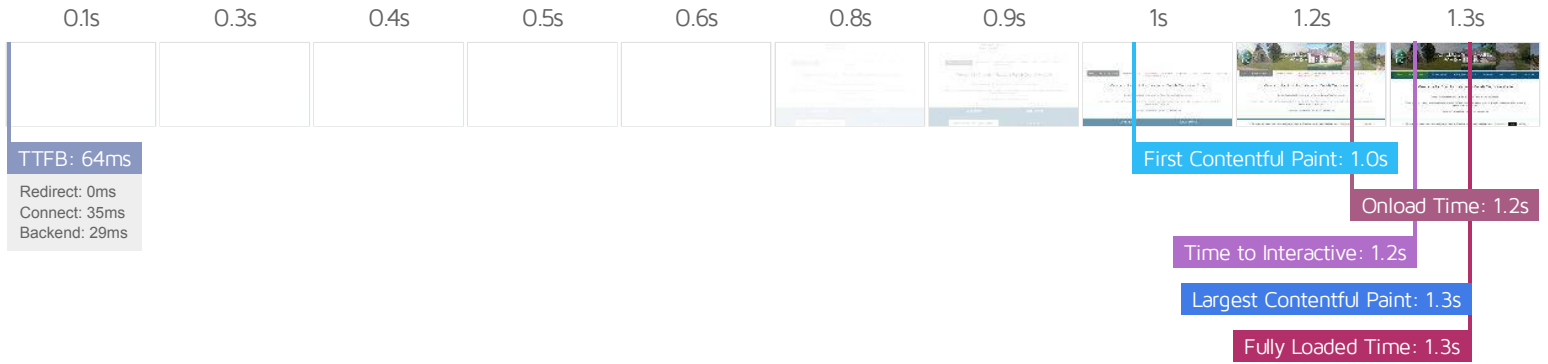 0.1s 0.3s 0.4s 0.5s 0.6s 0.8s 0.9s 1s 1.2s 1.3s
TTFB: 64ms
Redirect: 0ms
Connect: 35ms
Backend: 29ms
First Contentful Paint: 1.0s
Onload Time: 1.2s
Time to Interactive: 1.2s
Largest Contentful Paint: 1.3s
Fully Loaded Time: 1.3s